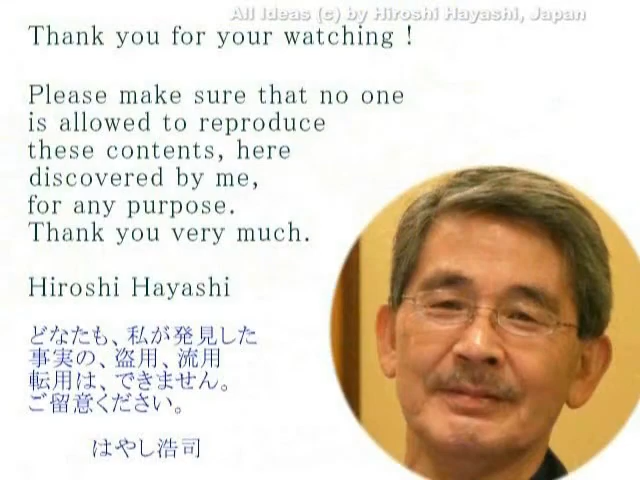 All Ideas (c) by Hiroshi Hayashi, Japan
Thank you for your watching !
Please make sure that no one
is allowed to reproduce
these contents, here
discovered by me,
for any purpose.
Thank you very much.
Hiroshi Hayashi
どなたも、私が発見した
事実の、盗用、流用
転用は、できません。
ご留意ください。
はやし浩司